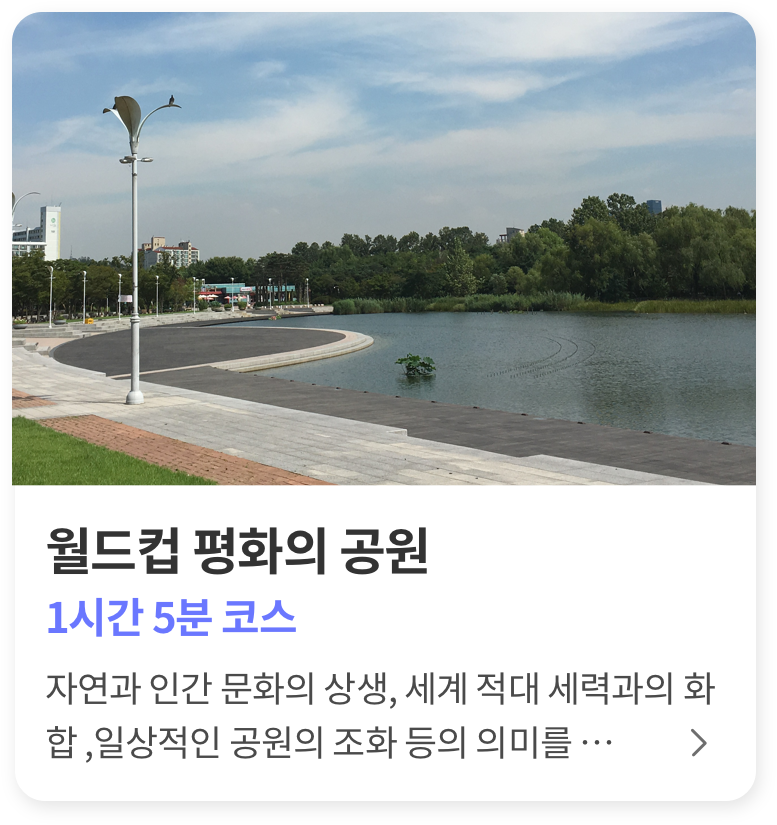 월드컵 평화의 공원
1시간 5분 코스
자연과 인간 문화의 상생, 세계 적대 세력과의 화
합 ,일상적인 공원의 조화 등의 의미를 ···